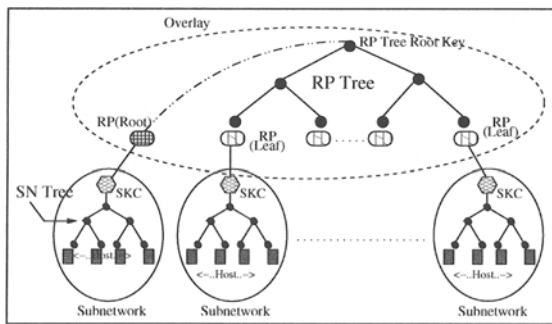 Overlay
RP Tree Root Key
RP Tree
RP(Root)
RP
(Leaf)
RP
(Leaf)
SN Tree
SKC
SKC
SKC
<-..Host..->
<-..Host..->
<-..Host..->
Subnetwork
Subnetwork
Subnetwork